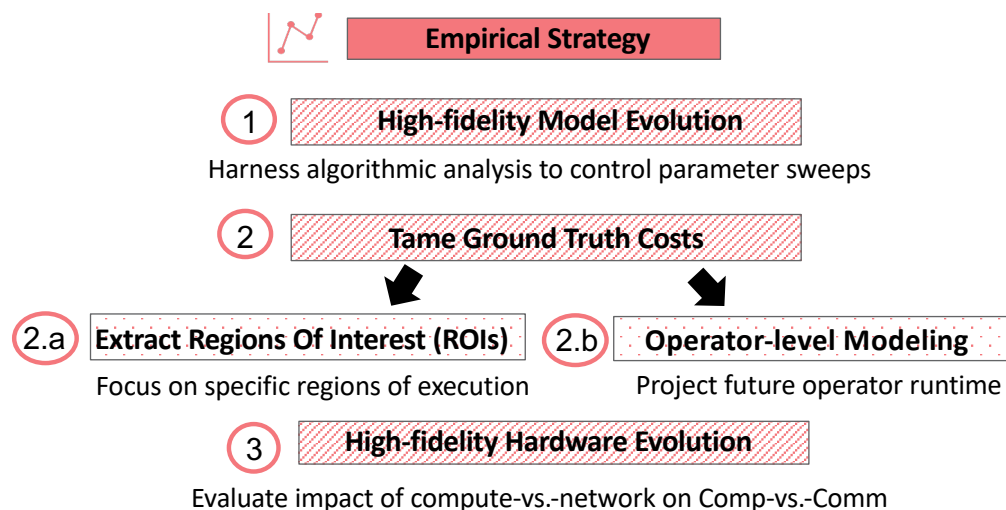 Empirical Strategy
1 High-fidelity Model Evolution
Harness algorithmic analysis to control parameter sweeps
2 Tame Ground Truth Costs
2.a Extract Regions Of Interest (ROIs)
Focus on specific regions of execution
2.b Operator-level Modeling
Project future operator runtime
3 High-fidelity Hardware Evolution
Evaluate impact of compute-vs.-network on Comp-vs.-Comm